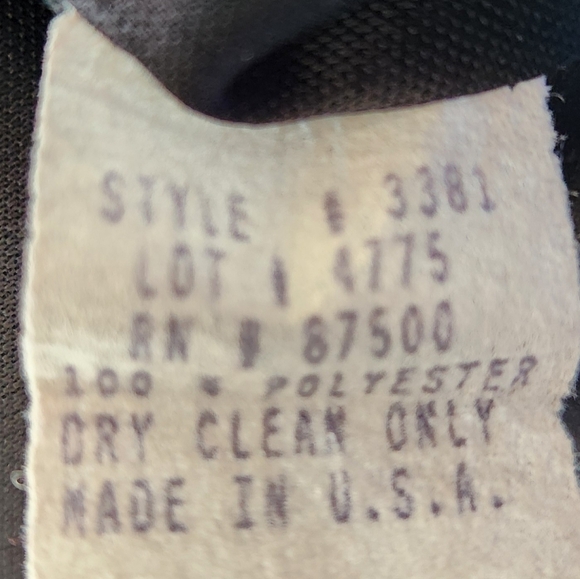 STYLE # 3381
LOT # 4775
RN # 87500
100 % POLYESTER
DRY CLEAN ONLY
MADE IN U.S.A.